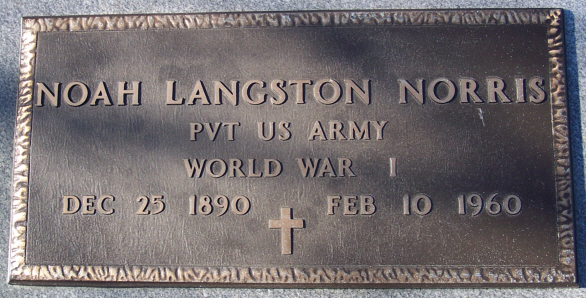 NOAH LANGSTON NORRIS
PVT US ARMY
WORLD WAR I
DEC 25 1890 FEB 10 1960